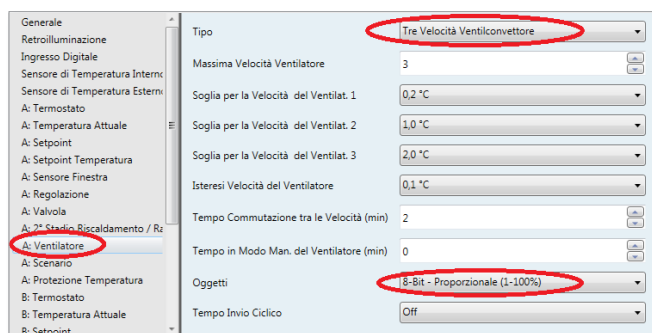 Generale
Retroilluminazione
Ingresso Digitale
Sensore di Temperatura Interno
Sensore di Temperatura Esterno
A: Termostato
A: Temperatura Attuale
A: Setpoint
A: Setpoint Temperatura
A: Sensore Finestra
A: Regolazione
A: Valvola
A: 2° Stadio Riscaldamento / Ra
A: Ventilatore
A: Scenario
A: Protezione Temperatura
B: Termostato
B: Temperatura Attuale
B: Setpoint
Tipo Tre Velocità Ventilconvettore
Massima Velocità Ventilatore 3
Soglia per la Velocità del Ventilat. 1 0,2 °C
Soglia per la Velocità del Ventilat. 2 1,0 °C
Soglia per la Velocità del Ventilat. 3 2,0 °C
Isteresi Velocità del Ventilatore 0,1 °C
Tempo Commutazione tra le Velocità (min) 2
Tempo in Modo Man. del Ventilatore (min) 0
Oggetti 8-Bit - Proporzionale (1-100%)
Tempo Invio Ciclico Off